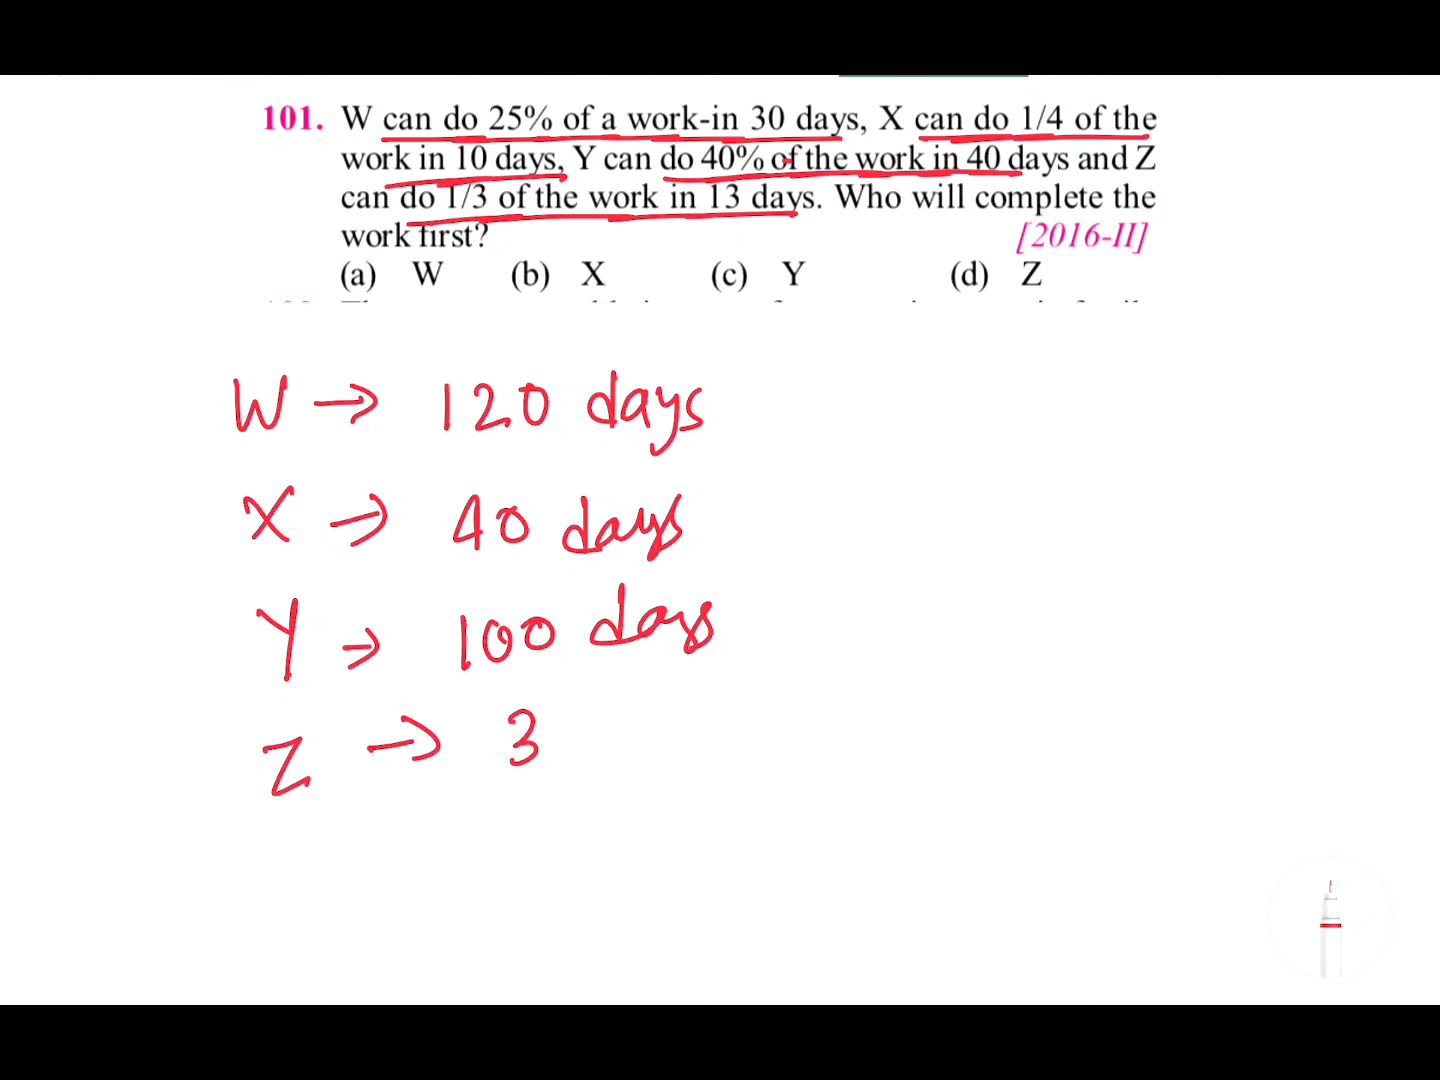 101. W can do 25% of a work-in 30 days, X can do 1/4 of the
work in 10 days, Y can do 40% of the work in 40 days and Z
can do 1/3 of the work in 13 days. Who will complete the
work first? [2016-II]
(a) W (b) X (c) Y (d) Z
W → 120 days
X → 40 days
Y → 100 days
Z → 3